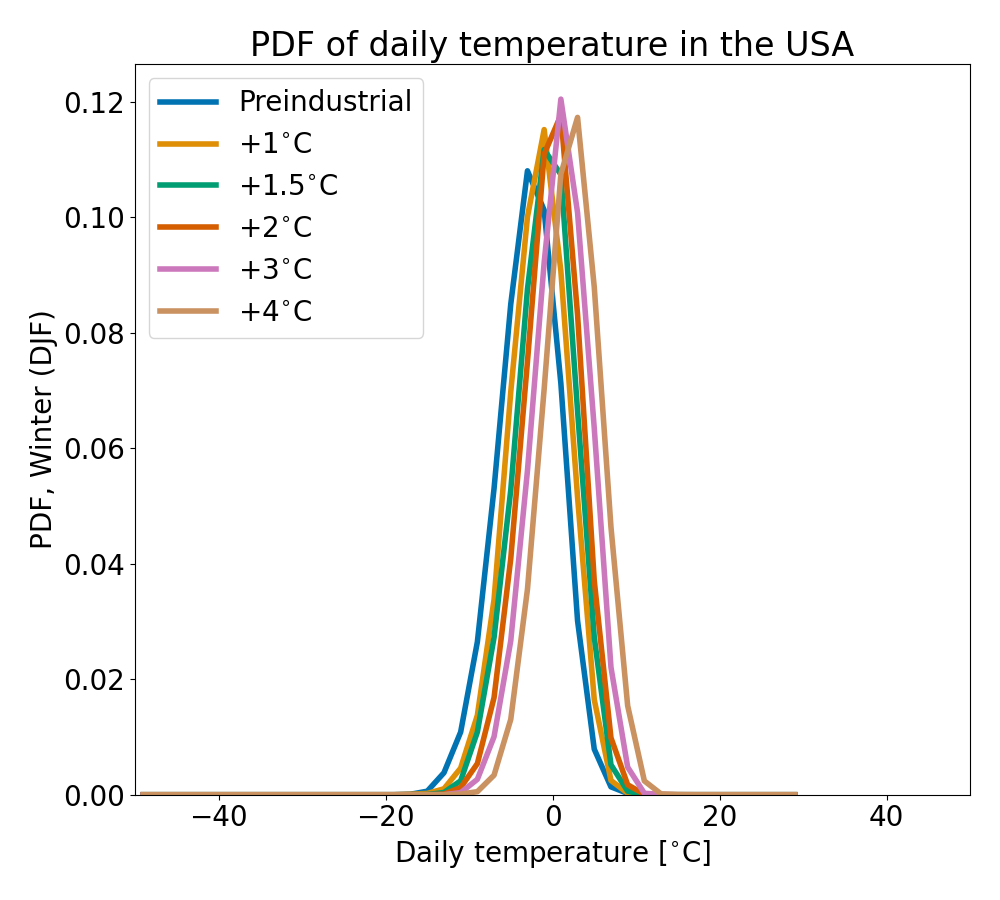 PDF of daily temperature in the USA
Preindustrial
+1°C
+1.5°C
+2°C
+3°C
+4°C
PDF, Winter (DJF)
0.12
0.10
0.08
0.06
0.04
0.02
0.00
−40
−20
0
20
40
Daily temperature [°C]